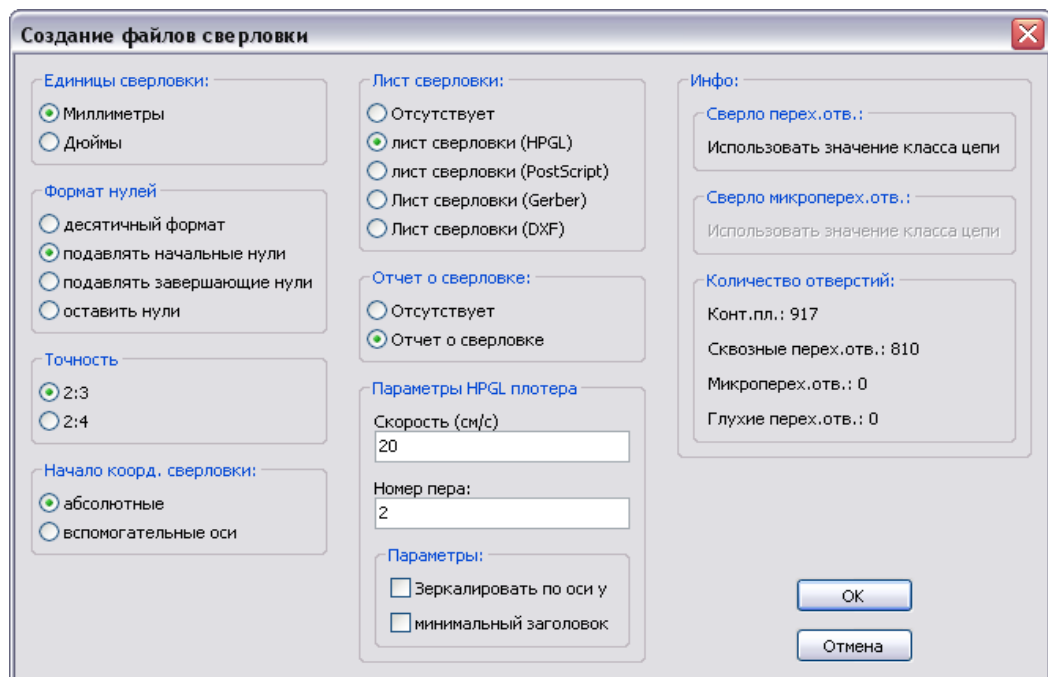 Создание файлов сверловки
Единицы сверловки:
Миллиметры
Дюймы
Формат нулей
десятичный формат
подавлять начальные нули
подавлять завершающие нули
оставить нули
Точность
2:3
2:4
Начало коорд. сверловки:
абсолютные
вспомогательные оси
Лист сверловки:
Отсутствует
лист сверловки (HPGL)
лист сверловки (PostScript)
Лист сверловки (Gerber)
Лист сверловки (DXF)
Отчет о сверловке:
Отсутствует
Отчет о сверловке
Параметры HPGL плотера
Скорость (см/с)
20
Номер пера:
2
Параметры:
Зеркалировать по оси y
минимальный заголовок
Инфо:
Сверло перех.отв.:
Использовать значение класса цепи
Сверло микроперех.отв.:
Использовать значение класса цепи
Количество отверстий:
Конт.пл.: 917
Сквозные перех.отв.: 810
Микроперех.отв.: 0
Глухие перех.отв.: 0
OK
Отмена